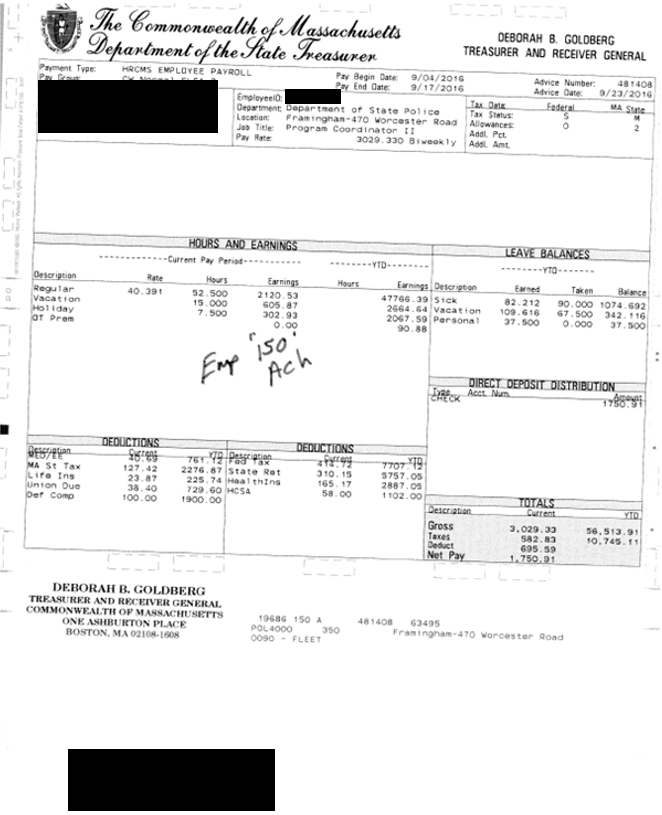 The Commonwealth of Massachusetts
Department of the State Treasurer
DEBORAH B. GOLDBERG
TREASURER AND RECEIVER GENERAL
Payment Type: HRCMS EMPLOYEE PAYROLL
Pay Group:
Pay Begin Date: 9/04/2016
Pay End Date: 9/17/2016
Advice Number: 481408
Advice Date: 9/23/2016
EmployeeID:
Department: Department of State Police
Location: Framingham-470 Worcester Road
Job Title: Program Coordinator II
Pay Rate: 3029.330 Biweekly
Tax Data: Federal MA State
Tax Status: S M
Allowances: 0 2
Addl. Pct.
Addl. Amt.
HOURS AND EARNINGS
Current Pay Period YTD
Description Rate Hours Earnings Hours Earnings
Regular 40.391 52.500 2120.53 47766.39
Vacation 15.000 605.87 2664.64
Holiday 7.500 302.93 2067.59
OT Prem 0.00 90.88
LEAVE BALANCES
YTD
Description Earned Taken Balance
Sick 82.212 90.000 1074.692
Vacation 109.616 67.500 342.116
Personal 37.500 0.000 37.500
Emp "150"
Ach
DIRECT DEPOSIT DISTRIBUTION
Type Acct. Num. Amount
CHECK 1750.91
DEDUCTIONS
Description Current YTD
MED/EE 40.69 761.12
MA St Tax 127.42 2276.87
Life Ins 23.87 225.74
Union Due 38.40 729.60
Def Comp 100.00 1900.00
DEDUCTIONS
Description Current YTD
Fed Tax 414.72 7707.12
State Ret 310.15 5757.05
HealthIns 165.17 2887.05
HCSA 58.00 1102.00
TOTALS
Description Current YTD
Gross 3,029.33 56,513.91
Taxes 582.83 10,745.11
Deduct 695.59
Net Pay 1,750.91
DEBORAH B. GOLDBERG
TREASURER AND RECEIVER GENERAL
COMMONWEALTH OF MASSACHUSETTS
ONE ASHBURTON PLACE
BOSTON, MA 02108-1608
19686 150 A 481408 63495
POL4000 350 Framingham-470 Worcester Road
0090 - FLEET